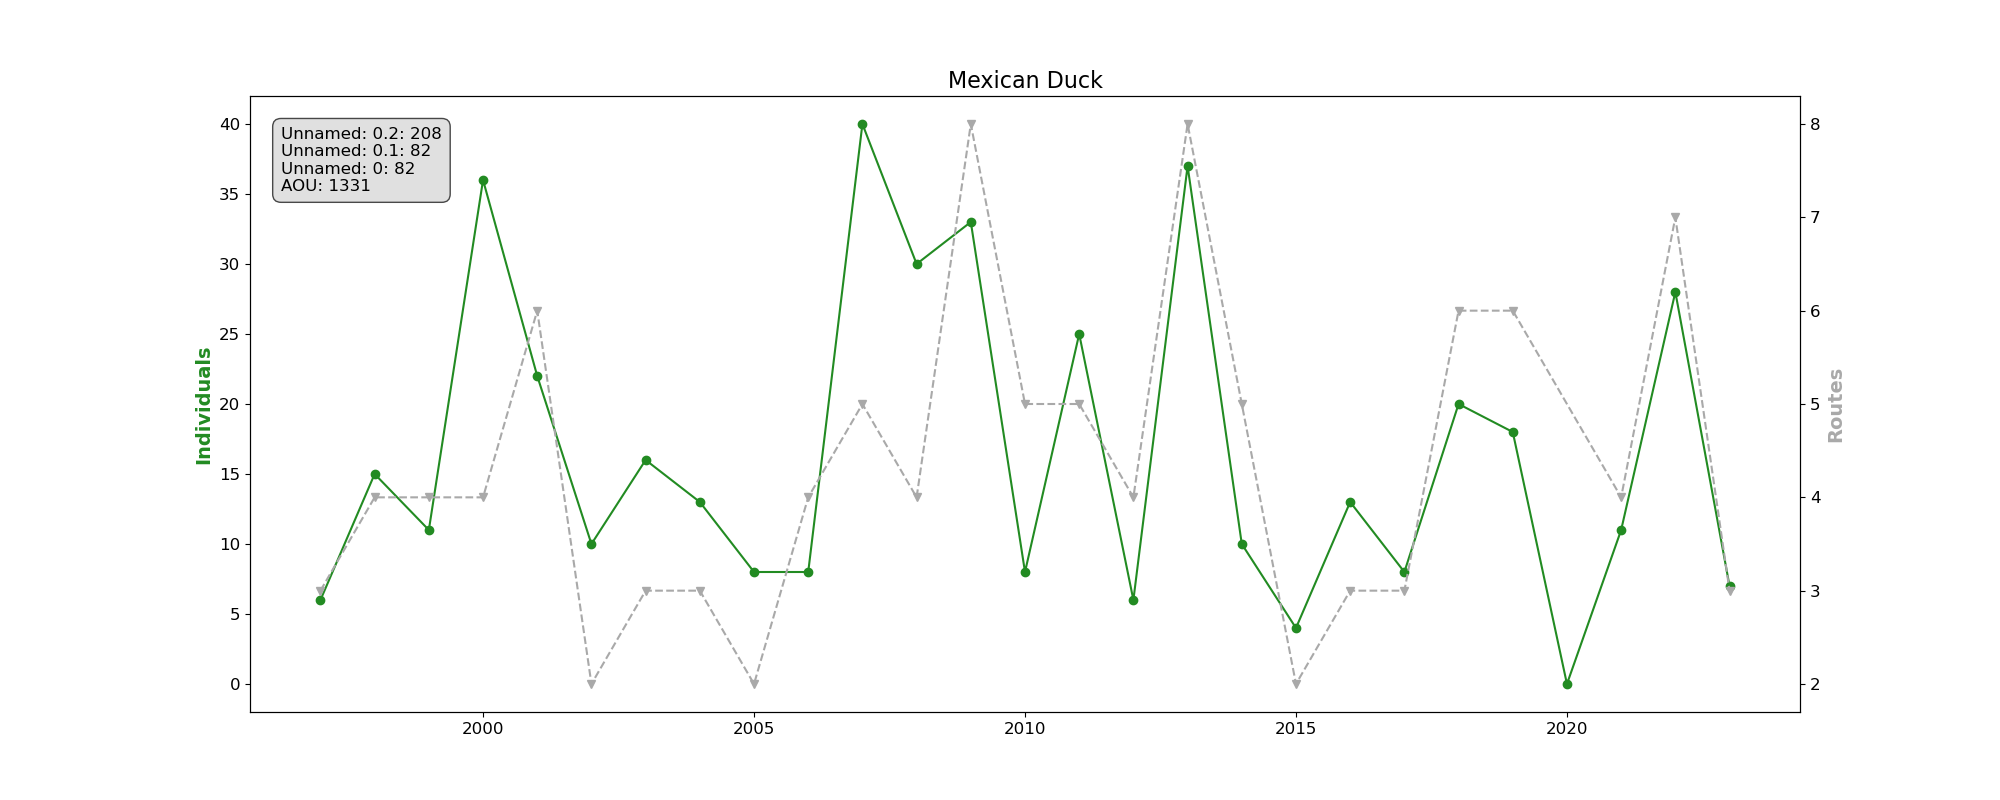 Mexican Duck
Unnamed: 0.2: 208
Unnamed: 0.1: 82
Unnamed: 0: 82
AOU: 1331
40
35
30
25
20
15
10
5
0
Individuals
8
7
6
5
4
3
2
Routes
2000 2005 2010 2015 2020